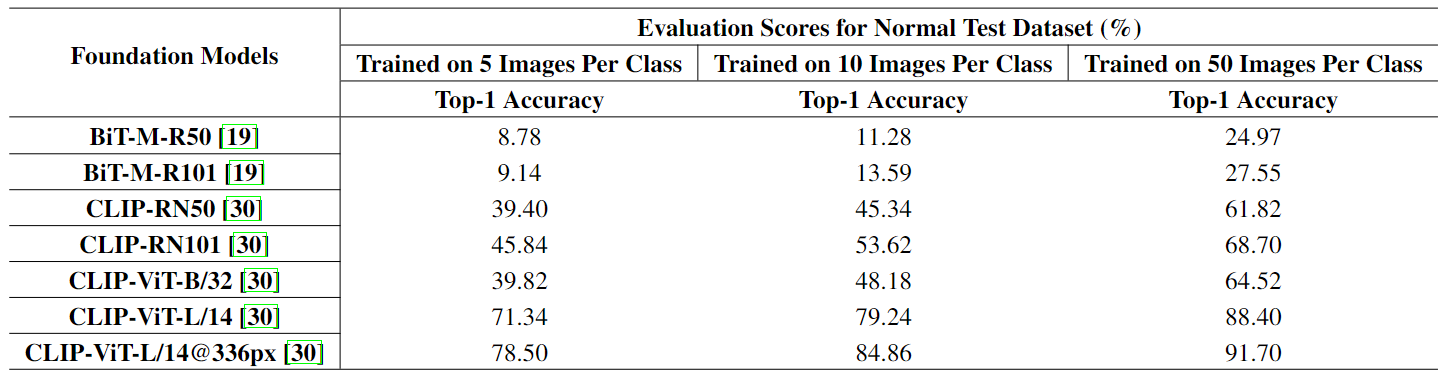 Foundation Models
Evaluation Scores for Normal Test Dataset (%)
Trained on 5 Images Per Class Trained on 10 Images Per Class Trained on 50 Images Per Class
Top-1 Accuracy Top-1 Accuracy Top-1 Accuracy
BiT-M-R50 [19] 8.78 11.28 24.97
BiT-M-R101 [19] 9.14 13.59 27.55
CLIP-RN50 [30] 39.40 45.34 61.82
CLIP-RN101 [30] 45.84 53.62 68.70
CLIP-ViT-B/32 [30] 39.82 48.18 64.52
CLIP-ViT-L/14 [30] 71.34 79.24 88.40
CLIP-ViT-L/14@336px [30] 78.50 84.86 91.70